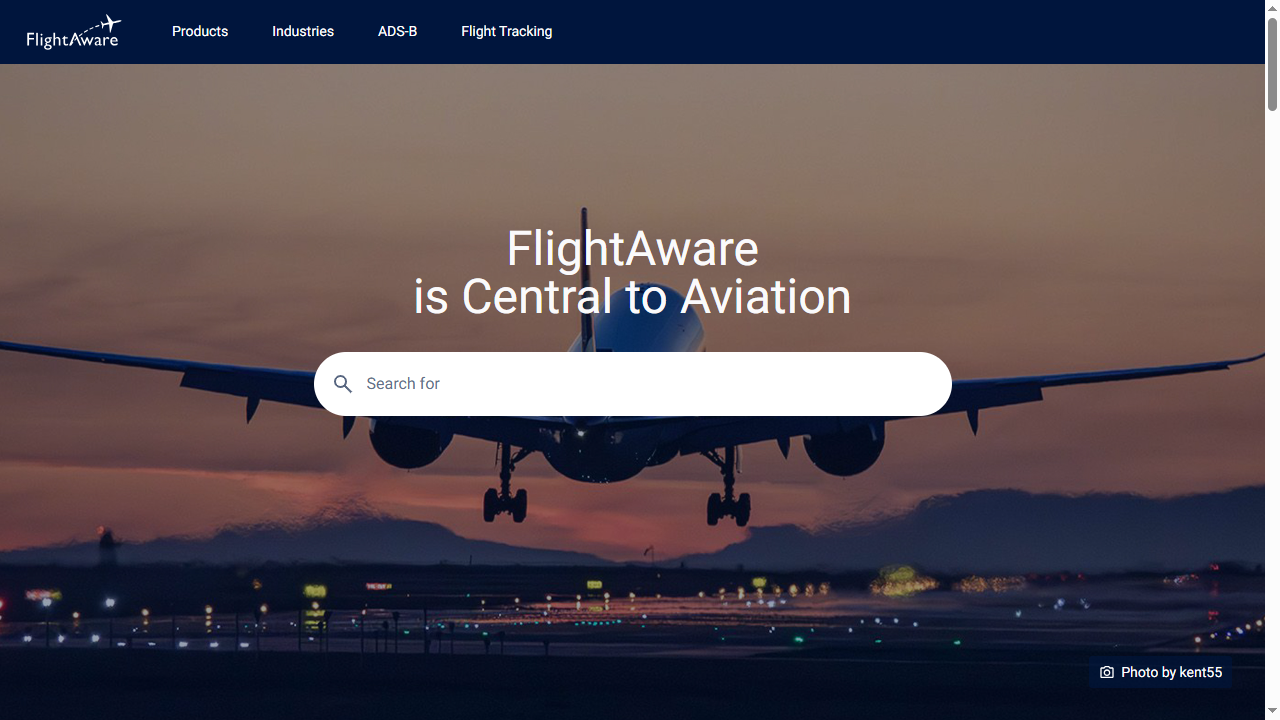 FlightAware
Products
Industries
ADS-B
Flight Tracking
FlightAware
is Central to Aviation
Search for
Photo by kent55